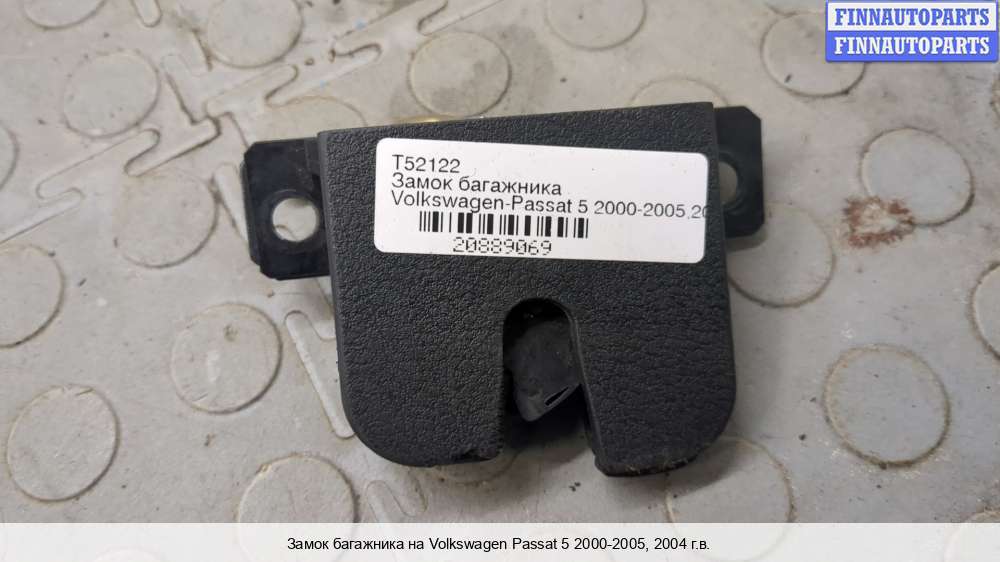 FINNAUTOPARTS
FINNAUTOPARTS
T52122
Замок багажника
Volkswagen-Passat 5 2000-2005,20
20889069
Замок багажника на Volkswagen Passat 5 2000-2005, 2004 г.в.